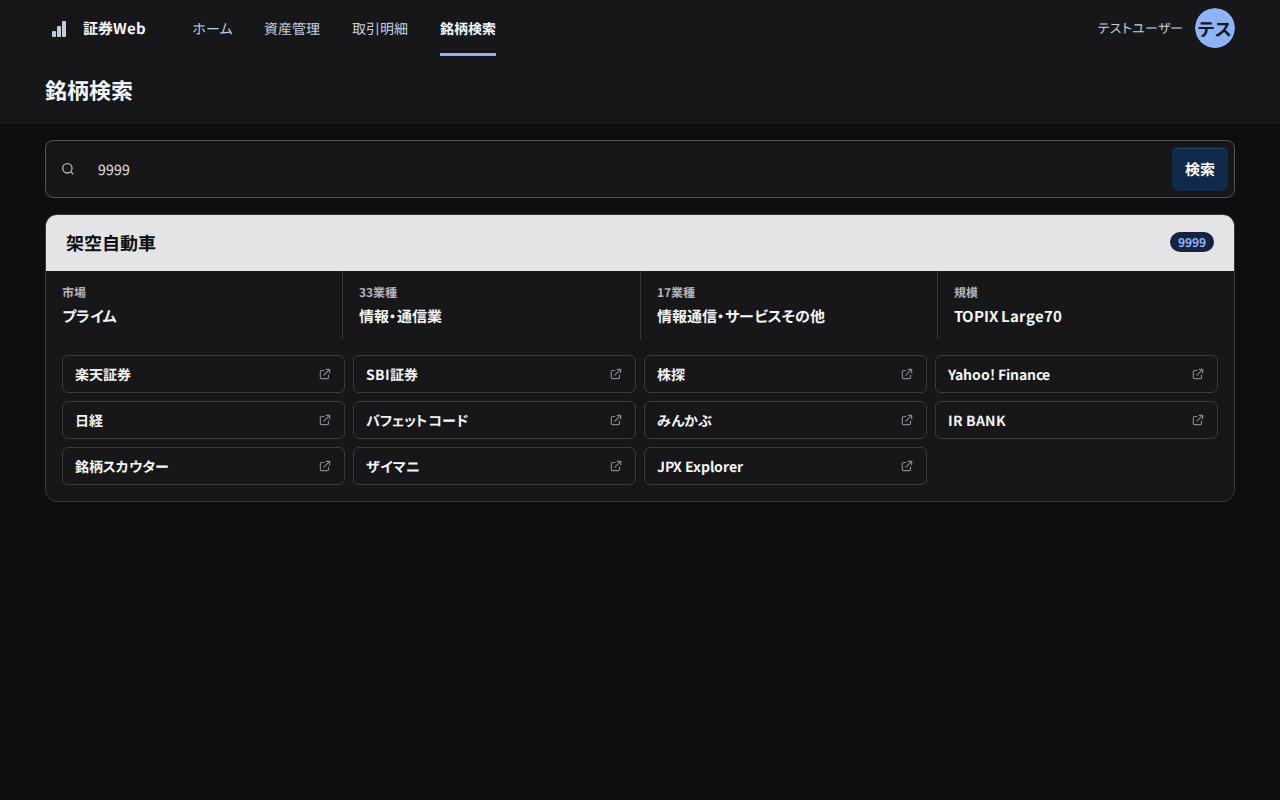 証券Web ホーム 資産管理 取引明細 銘柄検索 テストユーザー テス
銘柄検索
9999 検索
架空自動車 9999
市場 33業種 17業種 規模
プライム 情報・通信業 情報通信・サービスその他 TOPIX Large70
楽天証券 SBI証券 株探 Yahoo! Finance
日経 バフェットコード みんかぶ IR BANK
銘柄スカウター ザイマニ JPX Explorer